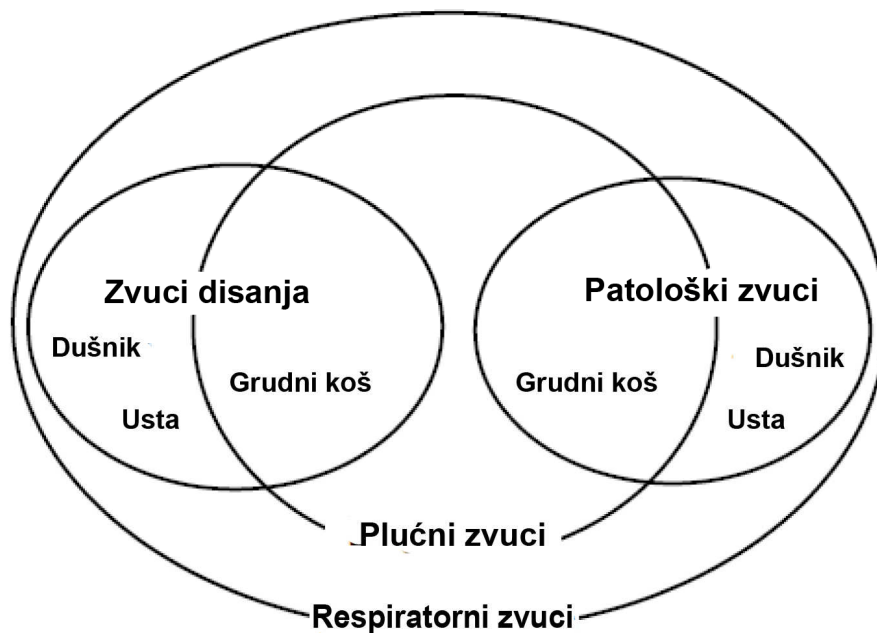 Zvuci disanja
Patološki zvuci
Dušnik
Dušnik
Grudni koš
Grudni koš
Usta
Usta
Plućni zvuci
Respiratorni zvuci